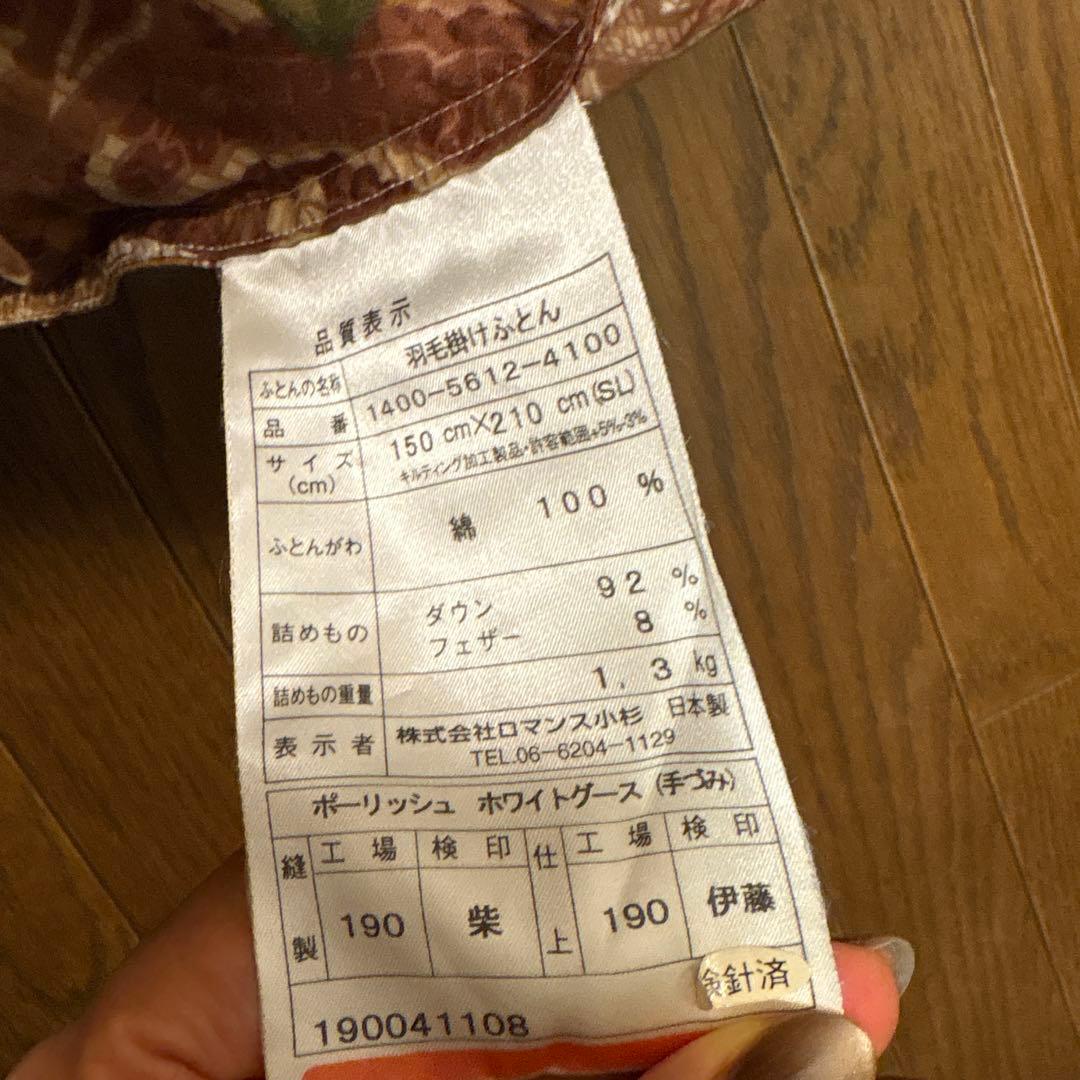 品質表示
ふとんの名称 羽毛掛けふとん
品 番 1400-5612-4100
サイズ(cm) 150cm×210cm(SL)
キルティング加工製品・許容範囲+5%-3%
ふとんがわ 綿 100 %
詰めもの ダウン 92 %
フェザー 8 %
詰めもの重量 1.3 kg
表示者 株式会社ロマンス小杉 日本製
TEL.06-6204-1129
ポーリッシュ ホワイトグース (手づみ)
縫製 工場 検印 仕上 工場 検印
190 柴 190 伊藤
検針済
190041108